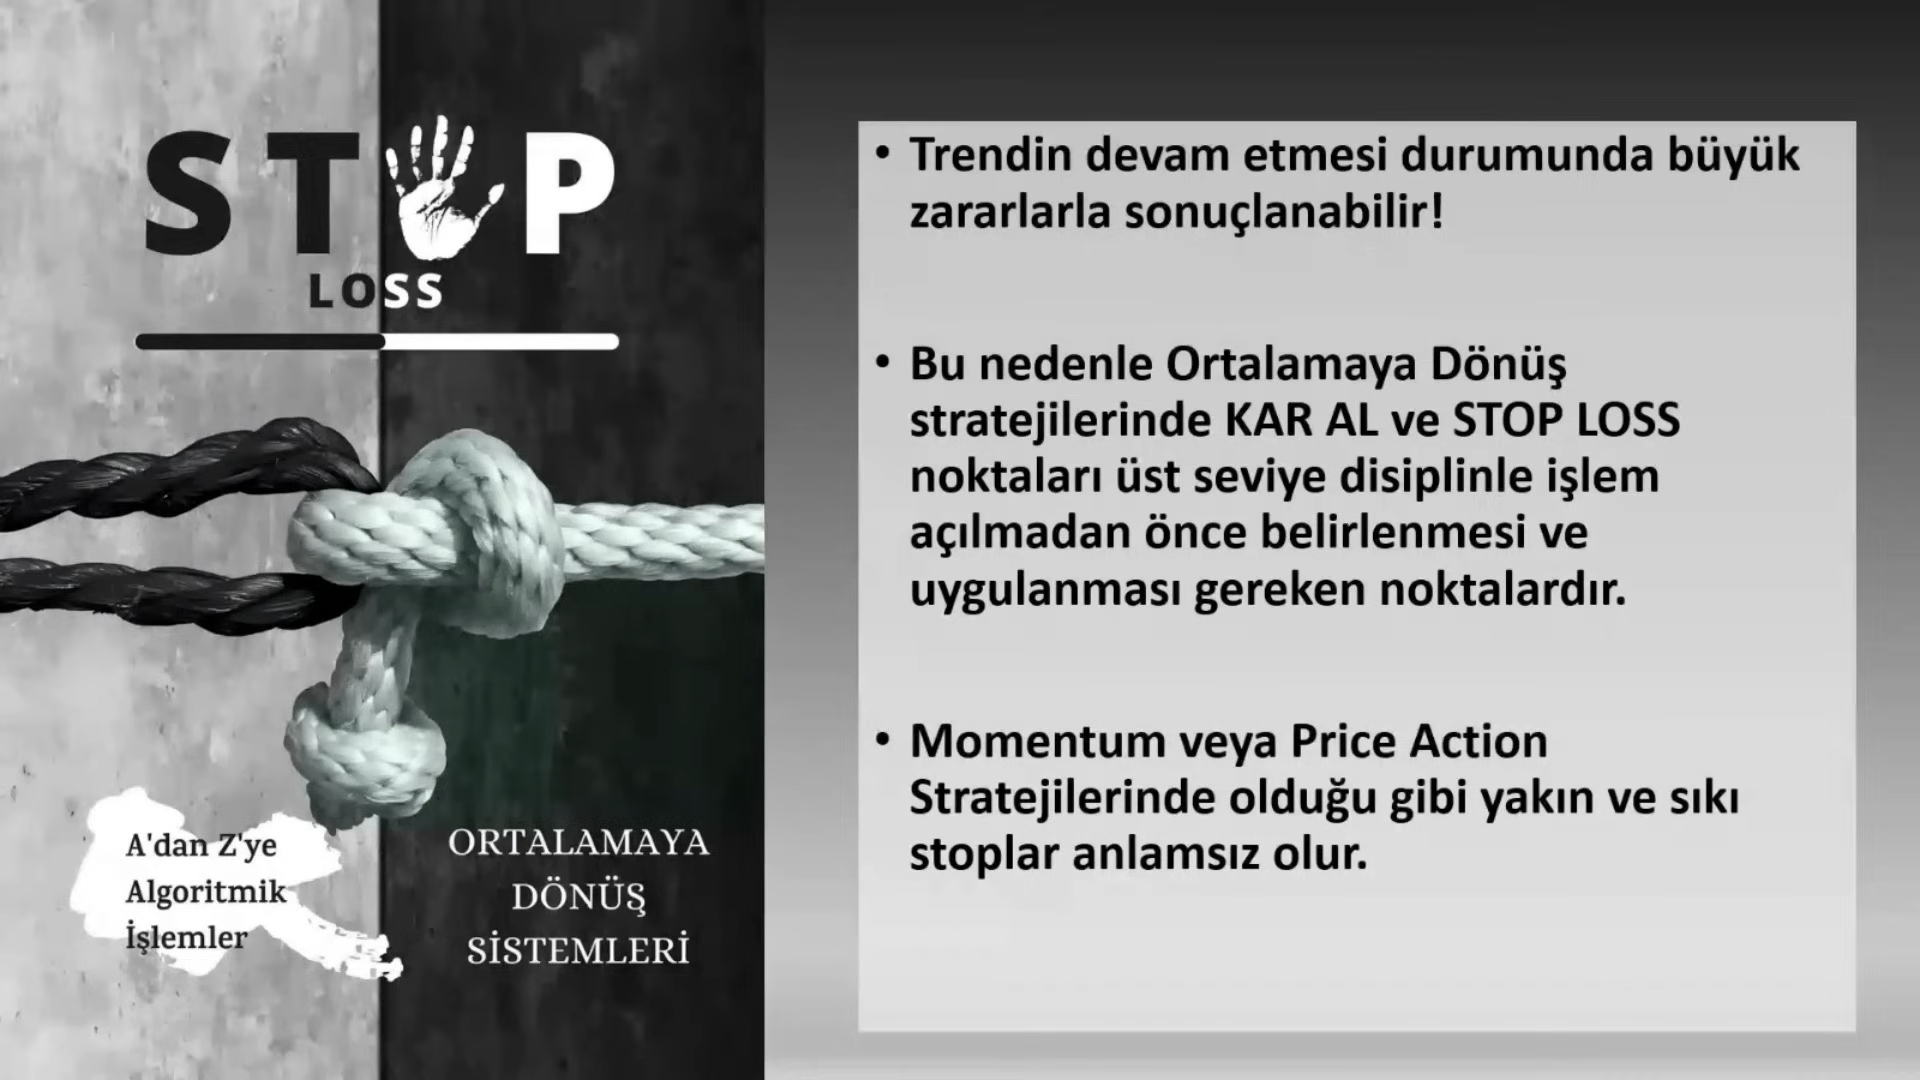 STOP
LOSS
A'dan Z'ye
Algoritmik
İşlemler
ORTALAMAYA
DÖNÜŞ
SİSTEMLERİ
• Trendin devam etmesi durumunda büyük
zararlarla sonuçlanabilir!
• Bu nedenle Ortalamaya Dönüş
stratejilerinde KAR AL ve STOP LOSS
noktaları üst seviye disiplinle işlem
açılmadan önce belirlenmesi ve
uygulanması gereken noktalardır.
• Momentum veya Price Action
Stratejilerinde olduğu gibi yakın ve sıkı
stoplar anlamsız olur.